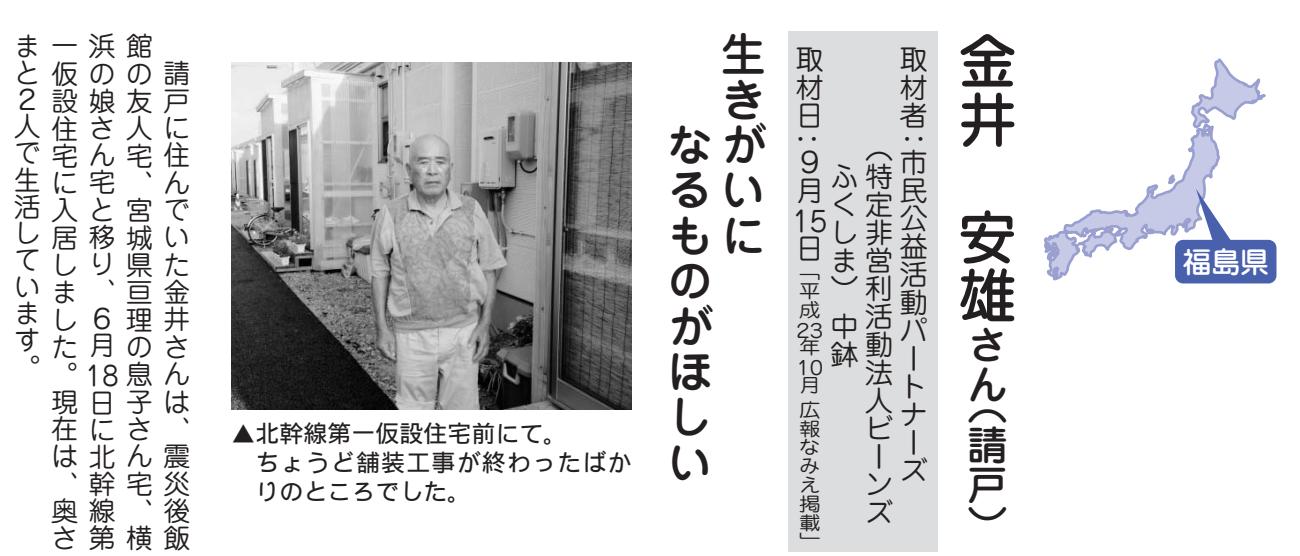 福島県
金井　安雄さん（請戸）
取材者：市民公益活動パートナーズ
（特定非営利活動法人ビーンズ
ふくしま）　中鉢
取材日：9月15日「平成23年10月 広報なみえ掲載」
生きがいに
なるものがほしい
▲北幹線第一仮設住宅前にて。
ちょうど舗装工事が終わったばか
りのところでした。
請戸に住んでいた金井さんは、震災後飯
館の友人宅、宮城県亘理の息子さん宅、横
浜の娘さん宅と移り、6月18日に北幹線第
一仮設住宅に入居しました。現在は、奥さ
まと2人で生活しています。